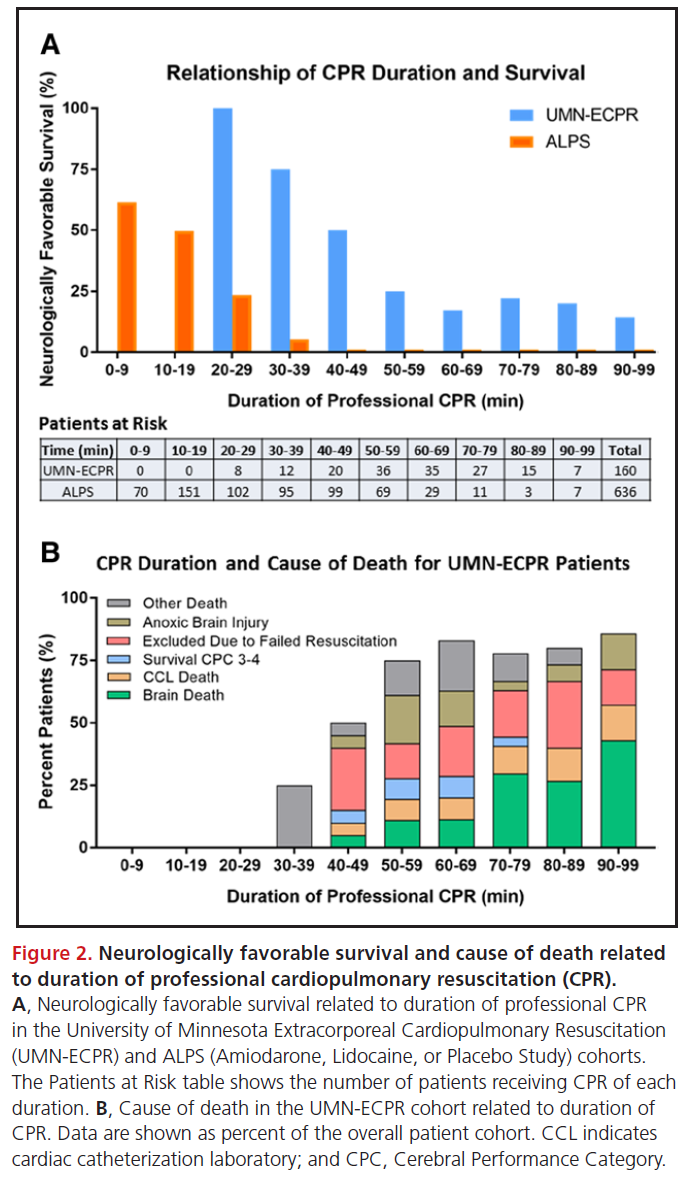 A
Relationship of CPR Duration and Survival
Neurologically Favorable Survival (%)
100
75
50
25
0
UMN-ECPR
ALPS
0-9 10-19 20-29 30-39 40-49 50-59 60-69 70-79 80-89 90-99
Duration of Professional CPR (min)
Patients at Risk
Time (min) 0-9 10-19 20-29 30-39 40-49 50-59 60-69 70-79 80-89 90-99 Total
UMN-ECPR 0 0 8 12 20 36 35 27 15 7 160
ALPS 70 151 102 95 99 69 29 11 3 7 636
B
CPR Duration and Cause of Death for UMN-ECPR Patients
Percent Patients (%)
100
75
50
25
0
Other Death
Anoxic Brain Injury
Excluded Due to Failed Resuscitation
Survival CPC 3-4
CCL Death
Brain Death
0-9 10-19 20-29 30-39 40-49 50-59 60-69 70-79 80-89 90-99
Duration of Professional CPR (min)
Figure 2. Neurologically favorable survival and cause of death related
to duration of professional cardiopulmonary resuscitation (CPR).
A, Neurologically favorable survival related to duration of professional CPR
in the University of Minnesota Extracorporeal Cardiopulmonary Resuscitation
(UMN-ECPR) and ALPS (Amiodarone, Lidocaine, or Placebo Study) cohorts.
The Patients at Risk table shows the number of patients receiving CPR of each
duration. B, Cause of death in the UMN-ECPR cohort related to duration of
CPR. Data are shown as percent of the overall patient cohort. CCL indicates
cardiac catheterization laboratory; and CPC, Cerebral Performance Category.